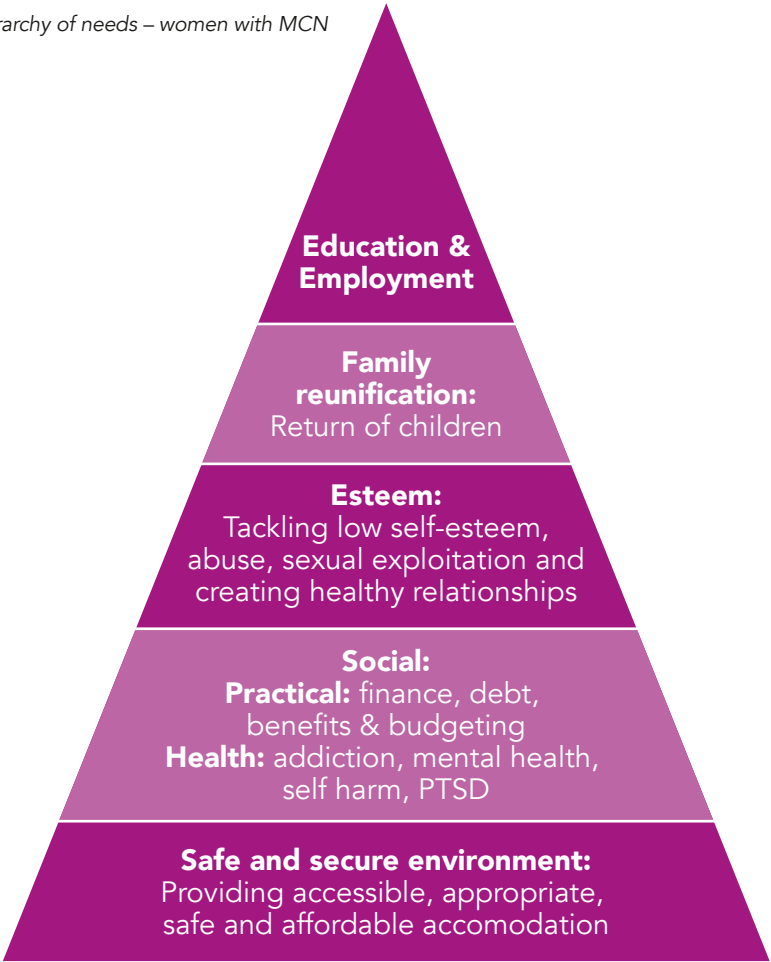 rarchy of needs – women with MCN
Education &
Employment
Family
reunification:
Return of children
Esteem:
Tackling low self-esteem,
abuse, sexual exploitation and
creating healthy relationships
Social:
Practical: finance, debt,
benefits & budgeting
Health: addiction, mental health,
self harm, PTSD
Safe and secure environment:
Providing accessible, appropriate,
safe and affordable accomodation